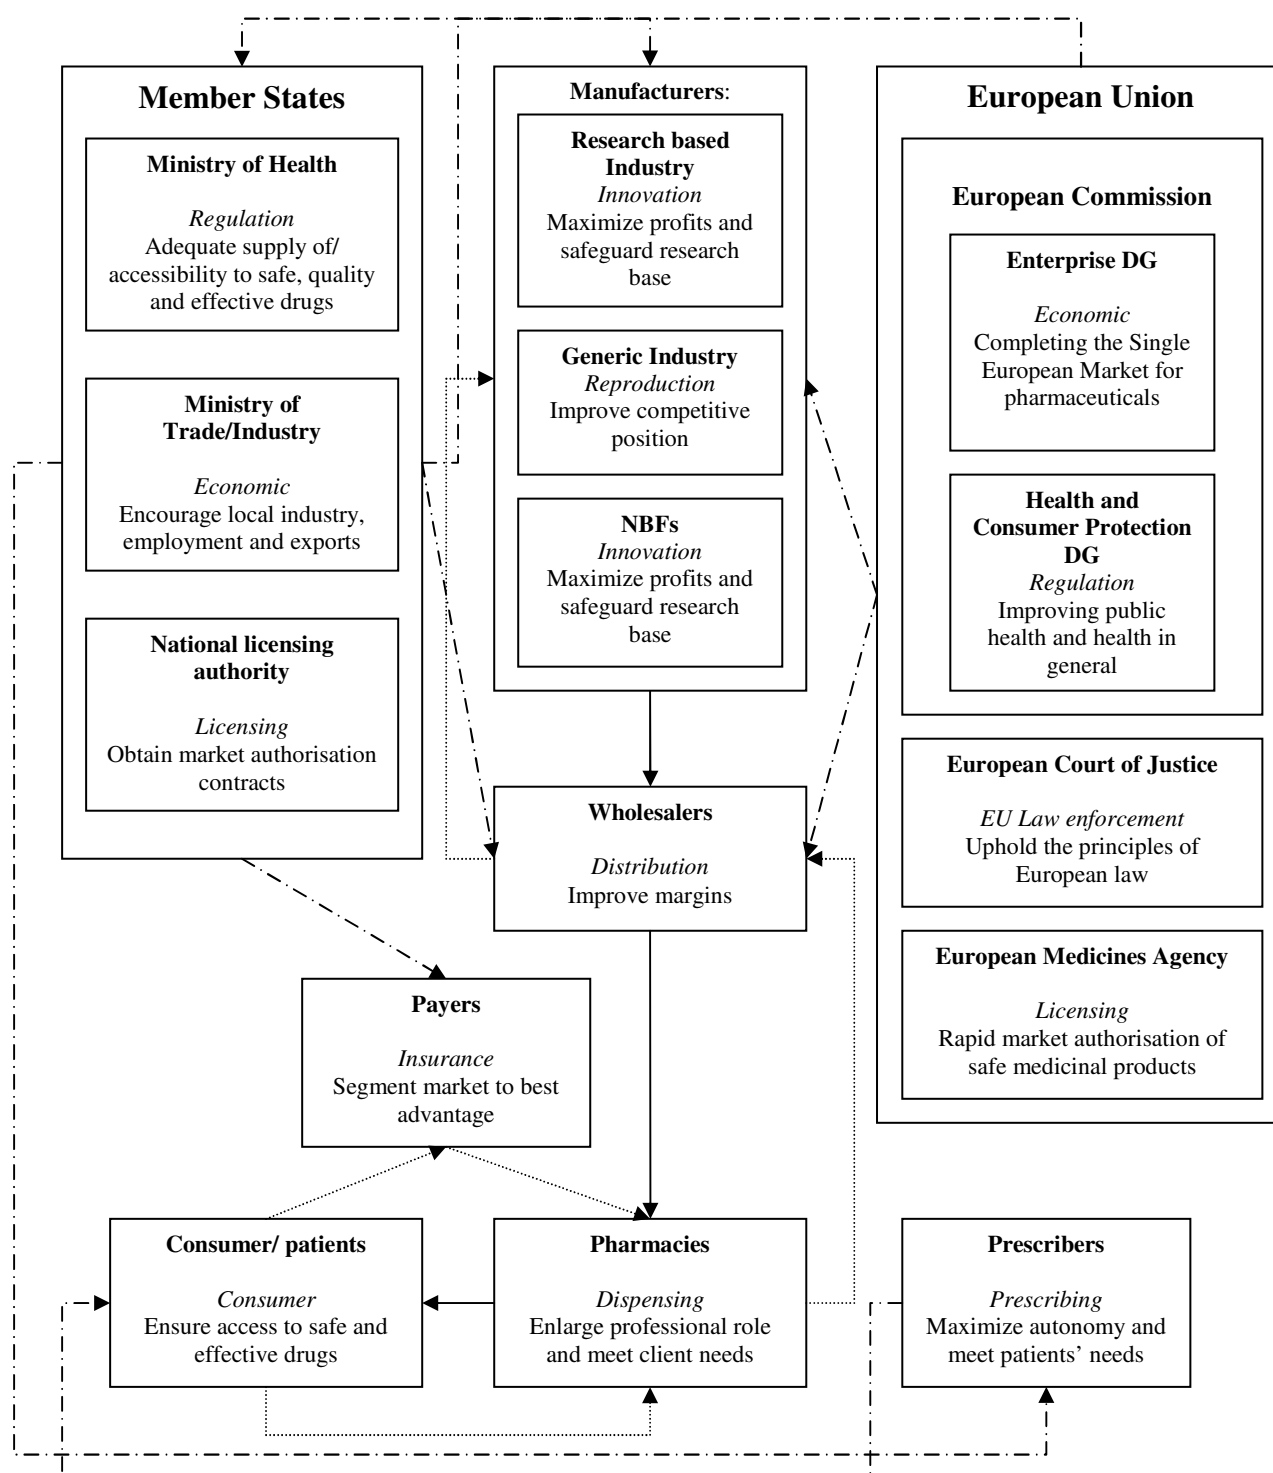 Member States
Ministry of Health
Regulation
Adequate supply of/
accessibility to safe, quality
and effective drugs
Ministry of
Trade/Industry
Economic
Encourage local industry,
employment and exports
National licensing
authority
Licensing
Obtain market authorisation
contracts
Manufacturers:
Research based
Industry
Innovation
Maximize profits and
safeguard research
base
Generic Industry
Reproduction
Improve competitive
position
NBFs
Innovation
Maximize profits and
safeguard research
base
European Union
European Commission
Enterprise DG
Economic
Completing the Single
European Market for
pharmaceuticals
Health and
Consumer Protection
DG
Regulation
Improving public
health and health in
general
European Court of Justice
EU Law enforcement
Uphold the principles of
European law
European Medicines Agency
Licensing
Rapid market authorisation of
safe medicinal products
Wholesalers
Distribution
Improve margins
Payers
Insurance
Segment market to best
advantage
Consumer/ patients
Consumer
Ensure access to safe and
effective drugs
Pharmacies
Dispensing
Enlarge professional role
and meet client needs
Prescribers
Prescribing
Maximize autonomy and
meet patients’ needs